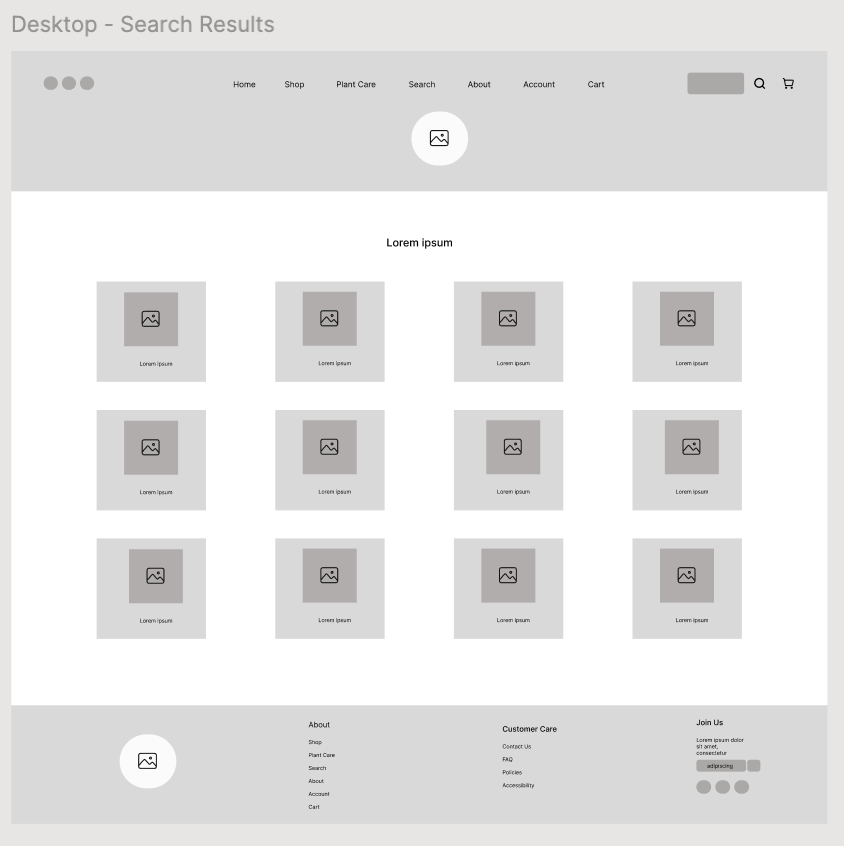 Desktop - Search Results
Home Shop Plant Care Search About Account Cart
Lorem ipsum
Lorem ipsum Lorem ipsum Lorem ipsum Lorem ipsum
Lorem ipsum Lorem ipsum Lorem ipsum Lorem ipsum
Lorem ipsum Lorem ipsum Lorem ipsum Lorem ipsum
About
Shop
Plant Care
Search
About
Account
Cart
Customer Care
Contact Us
FAQ
Policies
Accessibility
Join Us
Lorem ipsum dolor
sit amet,
consectetur
adipiscing